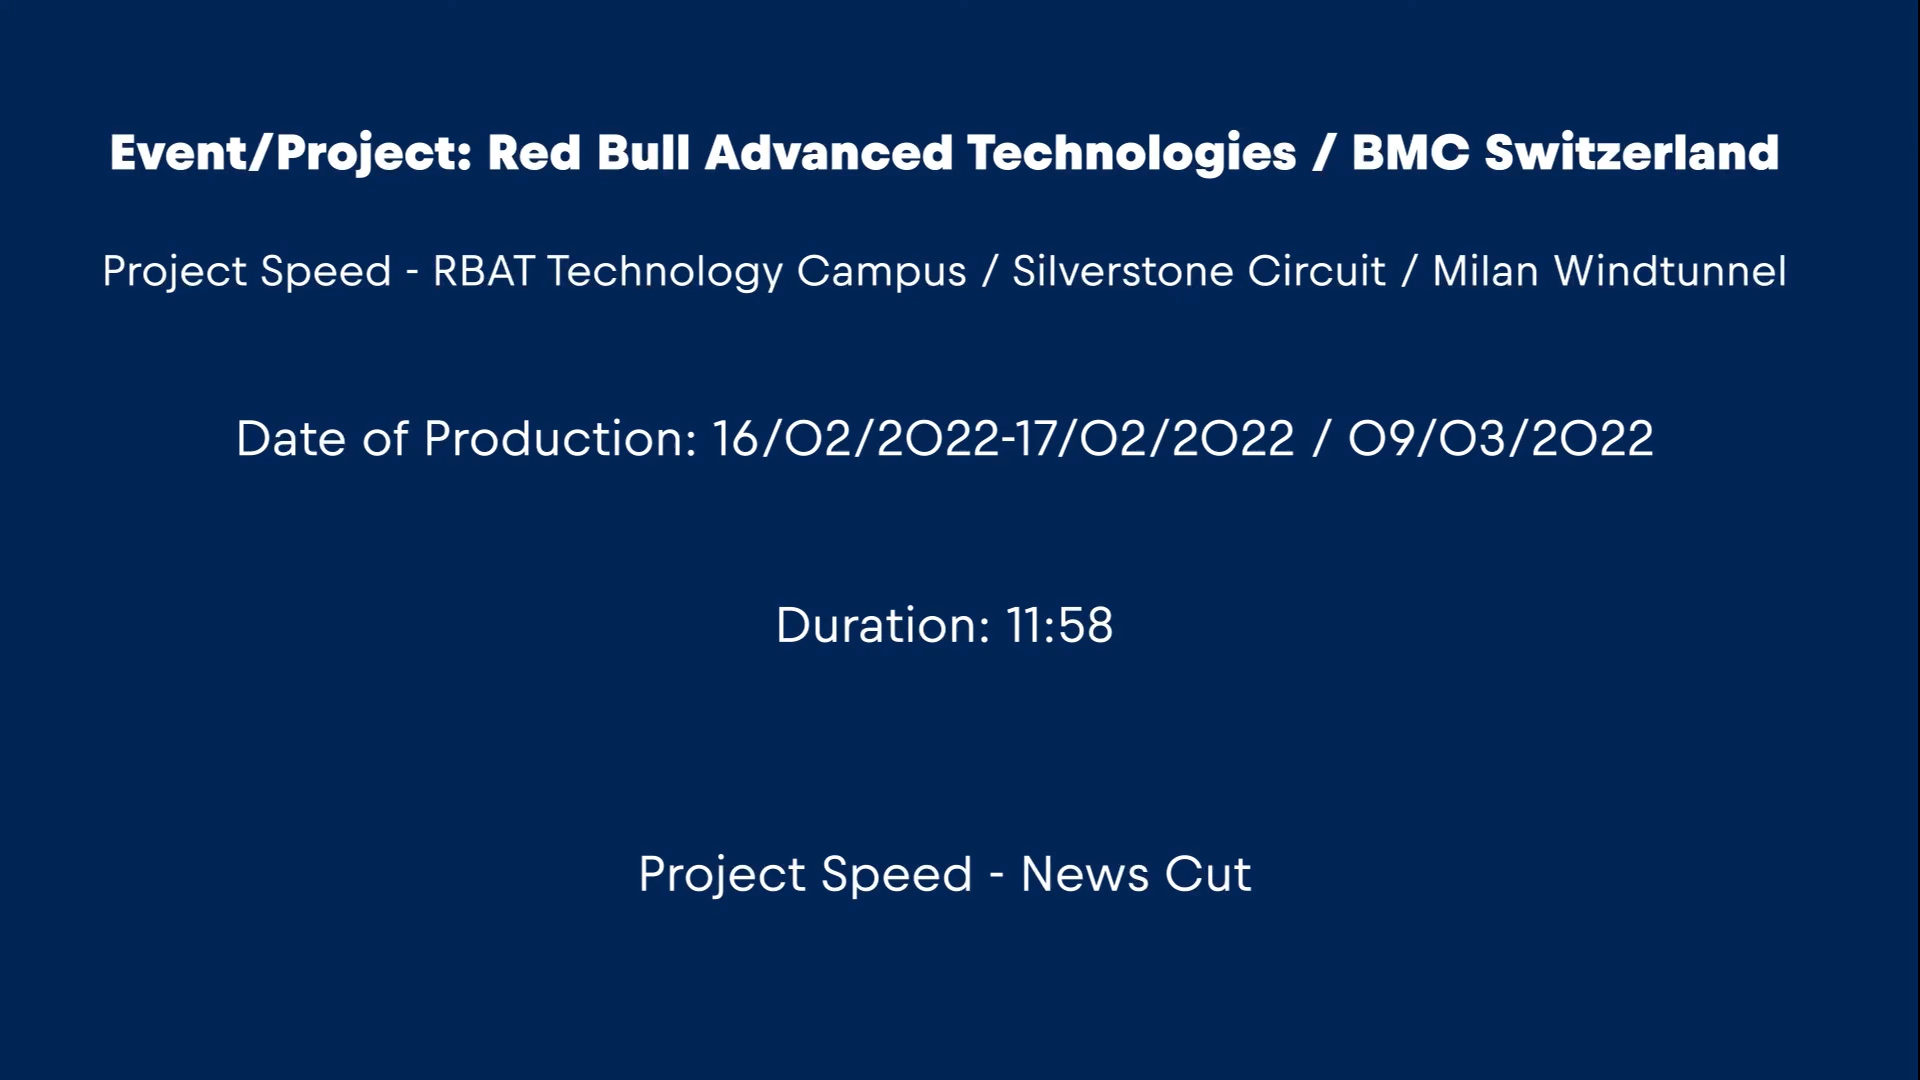 Event/Project: Red Bull Advanced Technologies / BMC Switzerland
Project Speed - RBAT Technology Campus / Silverstone Circuit / Milan Windtunnel
Date of Production: 16/02/2022-17/02/2022 / 09/03/2022
Duration: 11:58
Project Speed - News Cut